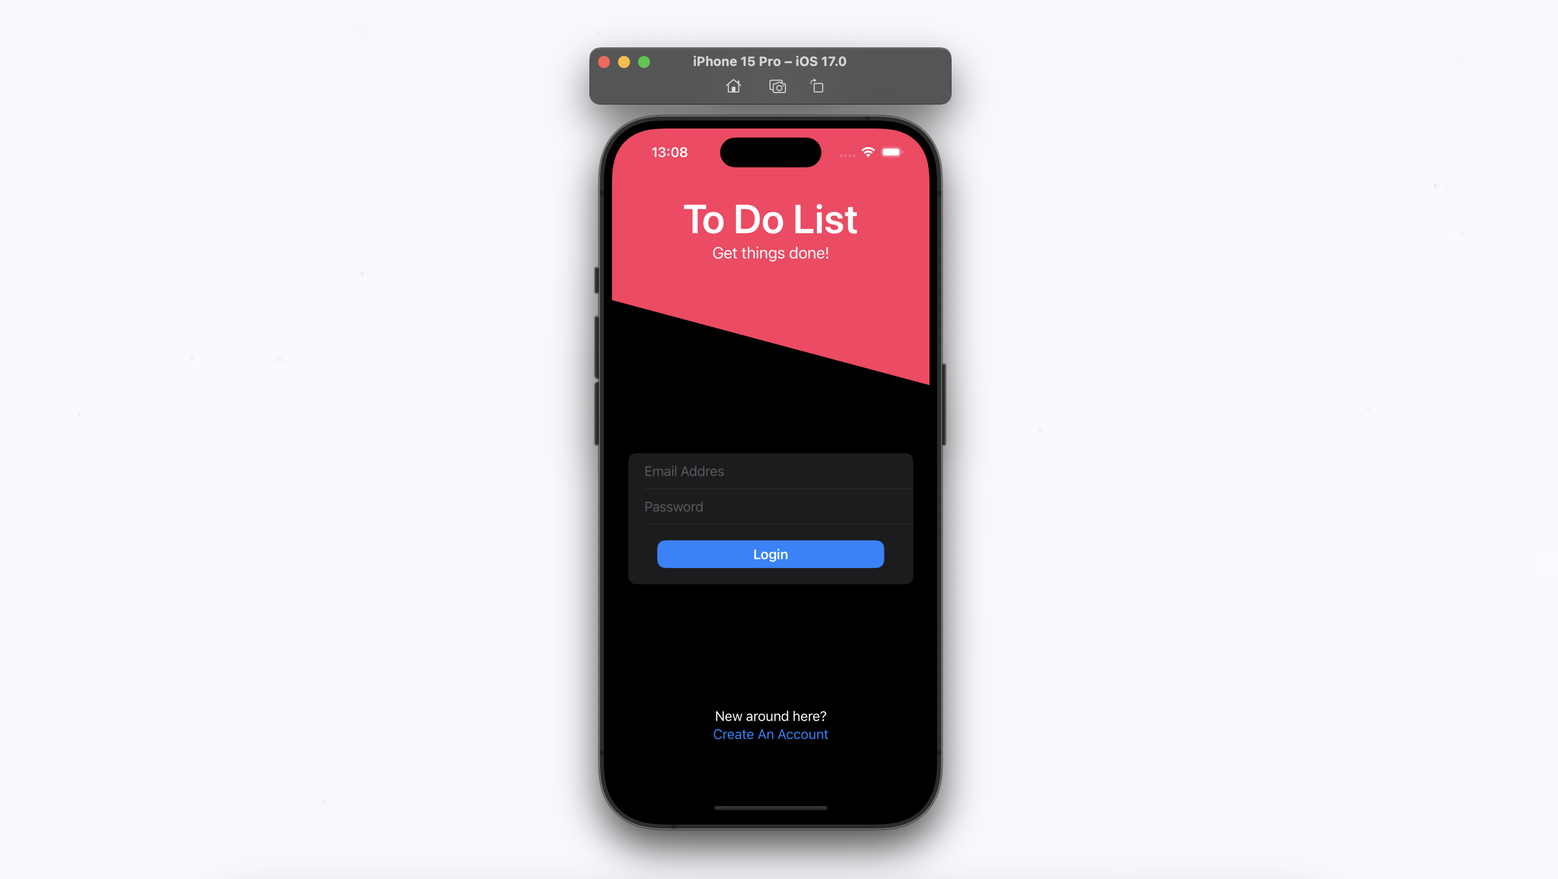 iPhone 15 Pro – iOS 17.0
13:08
To Do List
Get things done!
Email Addres
Password
Login
New around here?
Create An Account